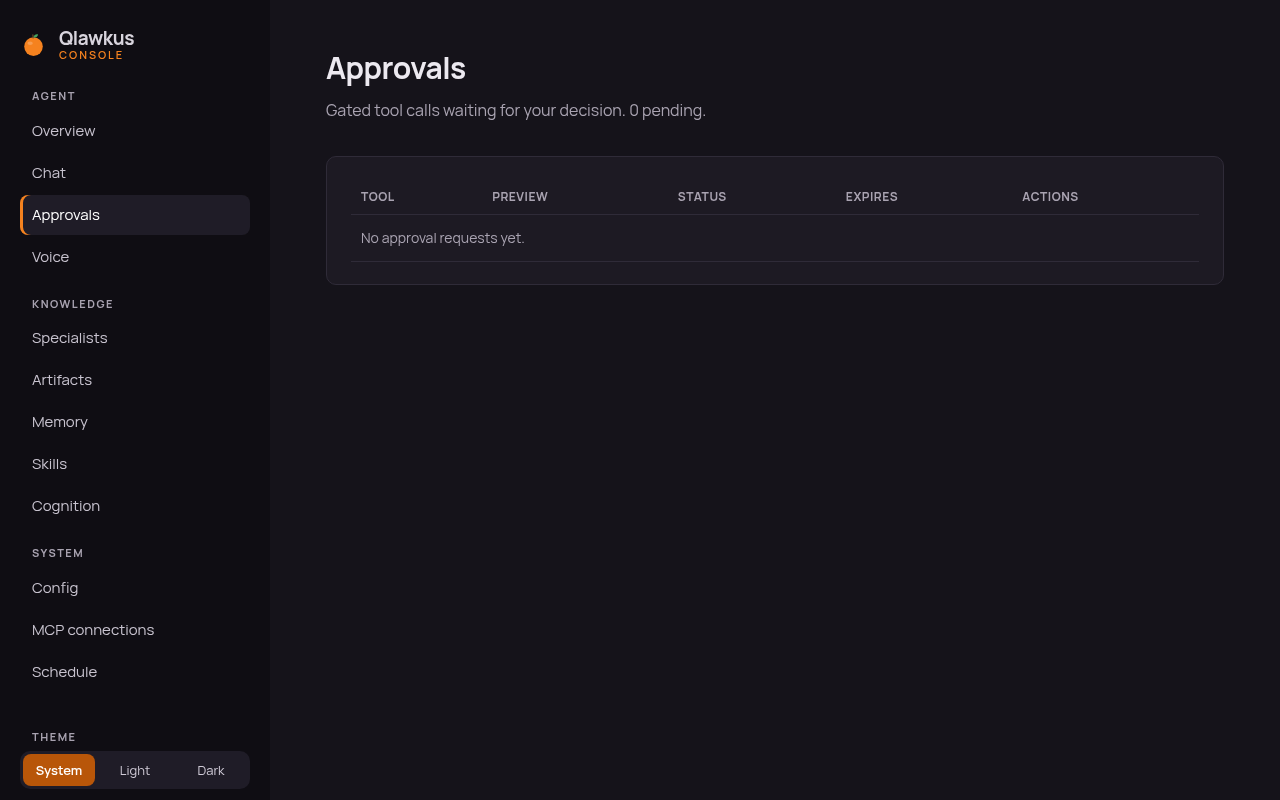 Qlawkus
CONSOLE
AGENT
Overview
Chat
Approvals
Voice
KNOWLEDGE
Specialists
Artifacts
Memory
Skills
Cognition
SYSTEM
Config
MCP connections
Schedule
THEME
System Light Dark
Approvals
Gated tool calls waiting for your decision. 0 pending.
TOOL PREVIEW STATUS EXPIRES ACTIONS
No approval requests yet.